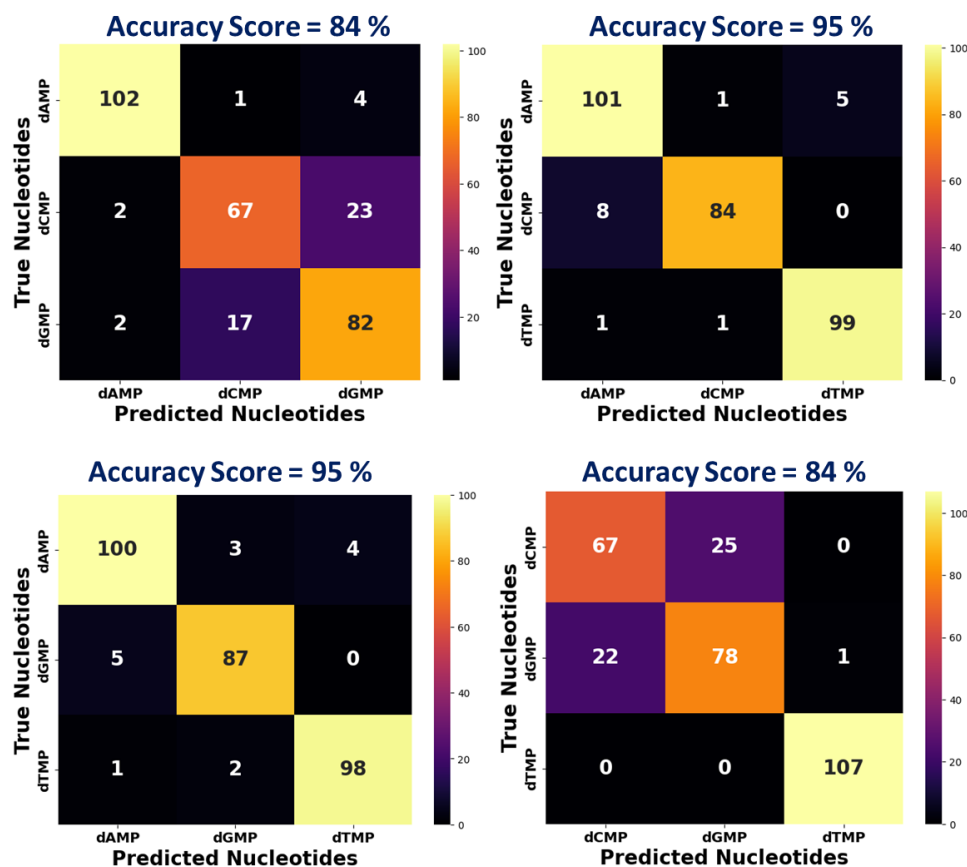 Accuracy Score = 84 %
dAMP 102 1 4
dCMP 2 67 23
dGMP 2 17 82
True Nucleotides
dAMP dCMP dGMP
Predicted Nucleotides
100
80
60
40
20
Accuracy Score = 95 %
dAMP 101 1 5
dCMP 8 84 0
dTMP 1 1 99
True Nucleotides
dAMP dCMP dTMP
Predicted Nucleotides
100
80
60
40
20
0
Accuracy Score = 95 %
dAMP 100 3 4
dGMP 5 87 0
dTMP 1 2 98
True Nucleotides
dAMP dGMP dTMP
Predicted Nucleotides
100
80
60
40
20
0
Accuracy Score = 84 %
dCMP 67 25 0
dGMP 22 78 1
dTMP 0 0 107
True Nucleotides
dCMP dGMP dTMP
Predicted Nucleotides
100
80
60
40
20
0